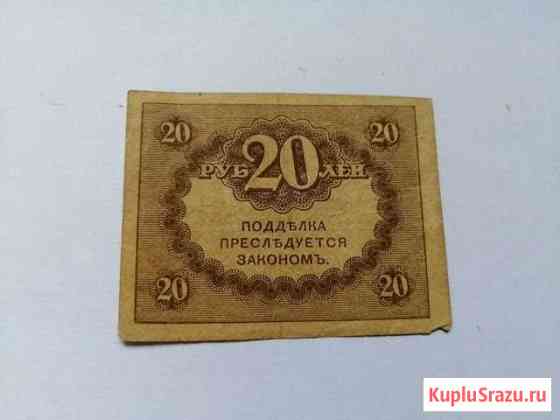 20 20
РУБ 20 ЛЕЙ
ПОДДѢЛКА
ПРЕСЛѢДУЕТСЯ
ЗАКОНОМЪ.
20 20
KupluSrazu.ru